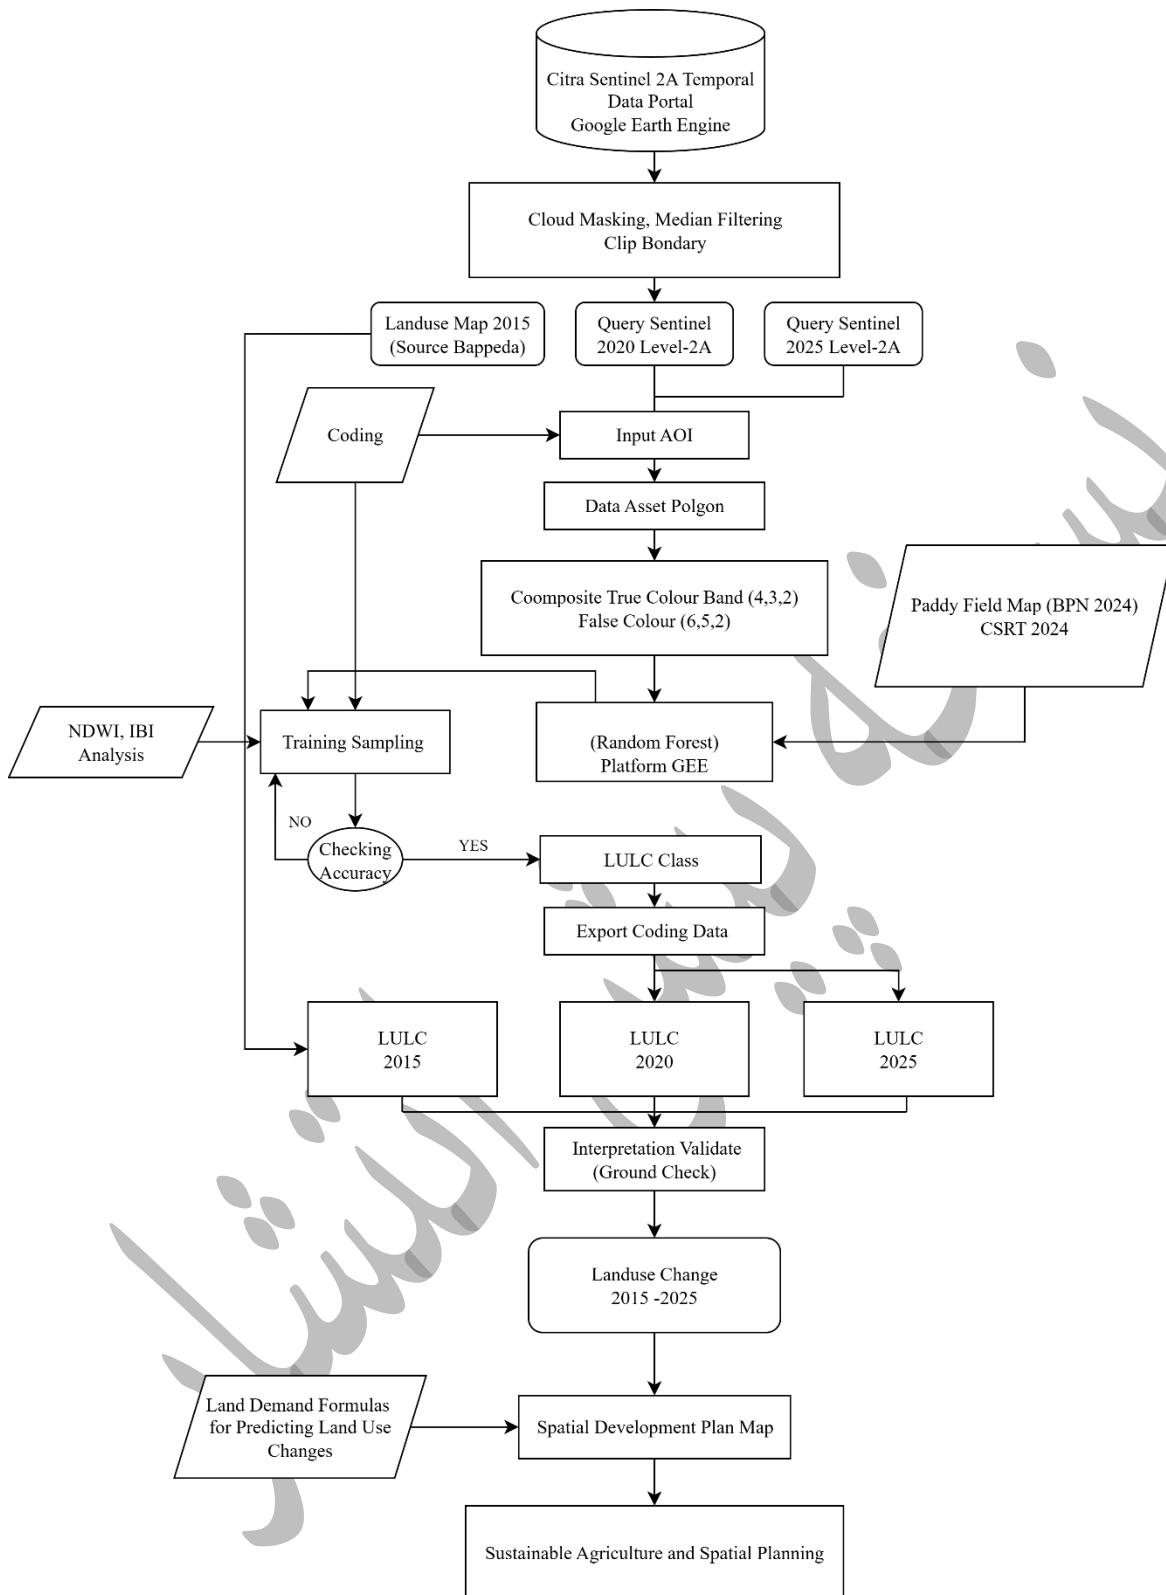 Citra Sentinel 2A Temporal
Data Portal
Google Earth Engine
Cloud Masking, Median Filtering
Clip Bondary
Landuse Map 2015
(Source Bappeda)
Query Sentinel
2020 Level-2A
Query Sentinel
2025 Level-2A
Coding
Input AOI
Data Asset Polgon
Coomposite True Colour Band (4,3,2)
False Colour (6,5,2)
Paddy Field Map (BPN 2024)
CSRT 2024
NDWI, IBI
Analysis
Training Sampling
(Random Forest)
Platform GEE
NO
Checking
Accuracy
YES
LULC Class
Export Coding Data
LULC
2015
LULC
2020
LULC
2025
Interpretation Validate
(Ground Check)
Landuse Change
2015 -2025
Land Demand Formulas
for Predicting Land Use
Changes
Spatial Development Plan Map
Sustainable Agriculture and Spatial Planning